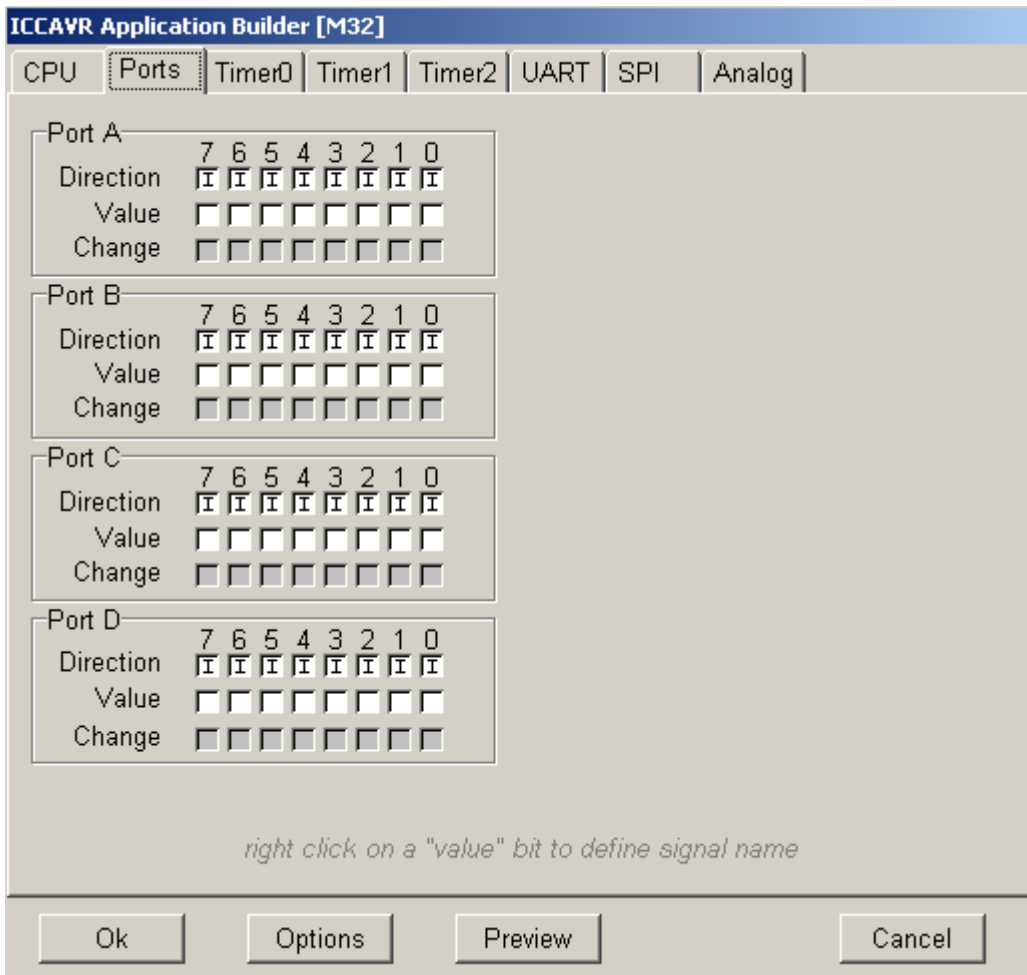 ICCAVR Application Builder [M32]
CPU Ports Timer0 Timer1 Timer2 UART SPI Analog
Port A
7 6 5 4 3 2 1 0
Direction I I I I I I I I
Value
Change
Port B
7 6 5 4 3 2 1 0
Direction I I I I I I I I
Value
Change
Port C
7 6 5 4 3 2 1 0
Direction I I I I I I I I
Value
Change
Port D
7 6 5 4 3 2 1 0
Direction I I I I I I I I
Value
Change
right click on a "value" bit to define signal name
Ok Options Preview Cancel